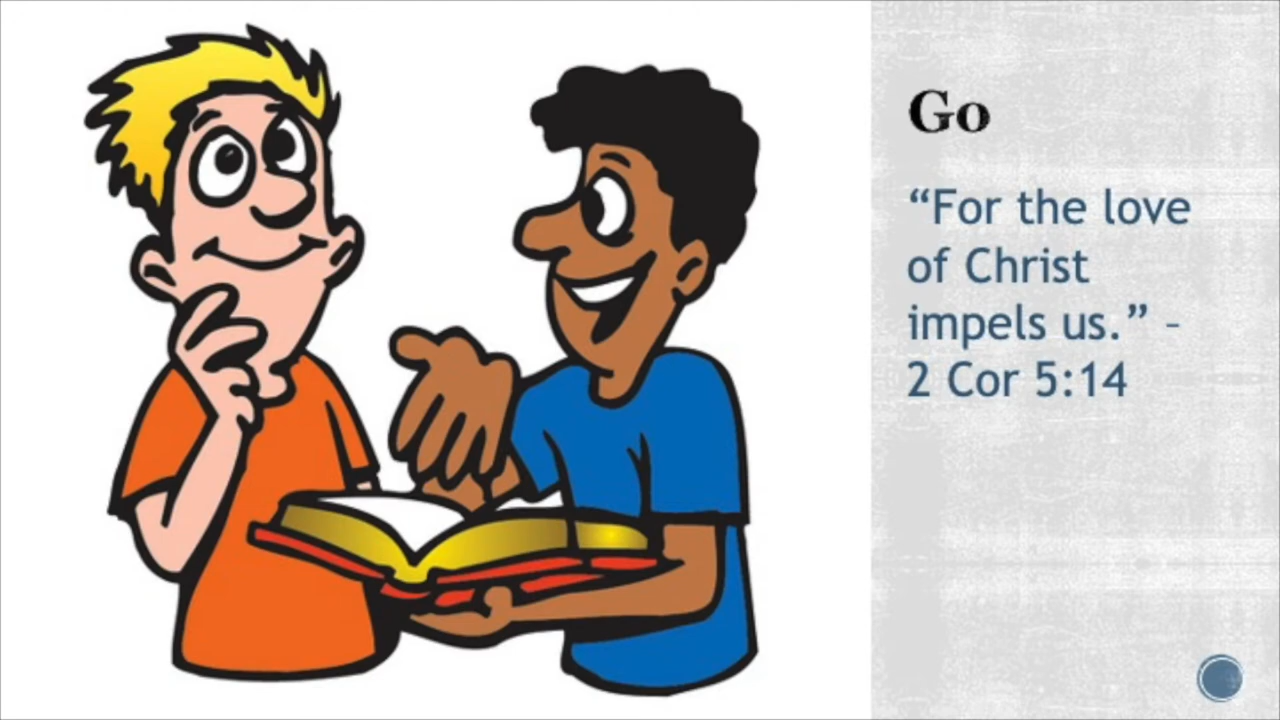 Go
“For the love
of Christ
impels us.” –
2 Cor 5:14